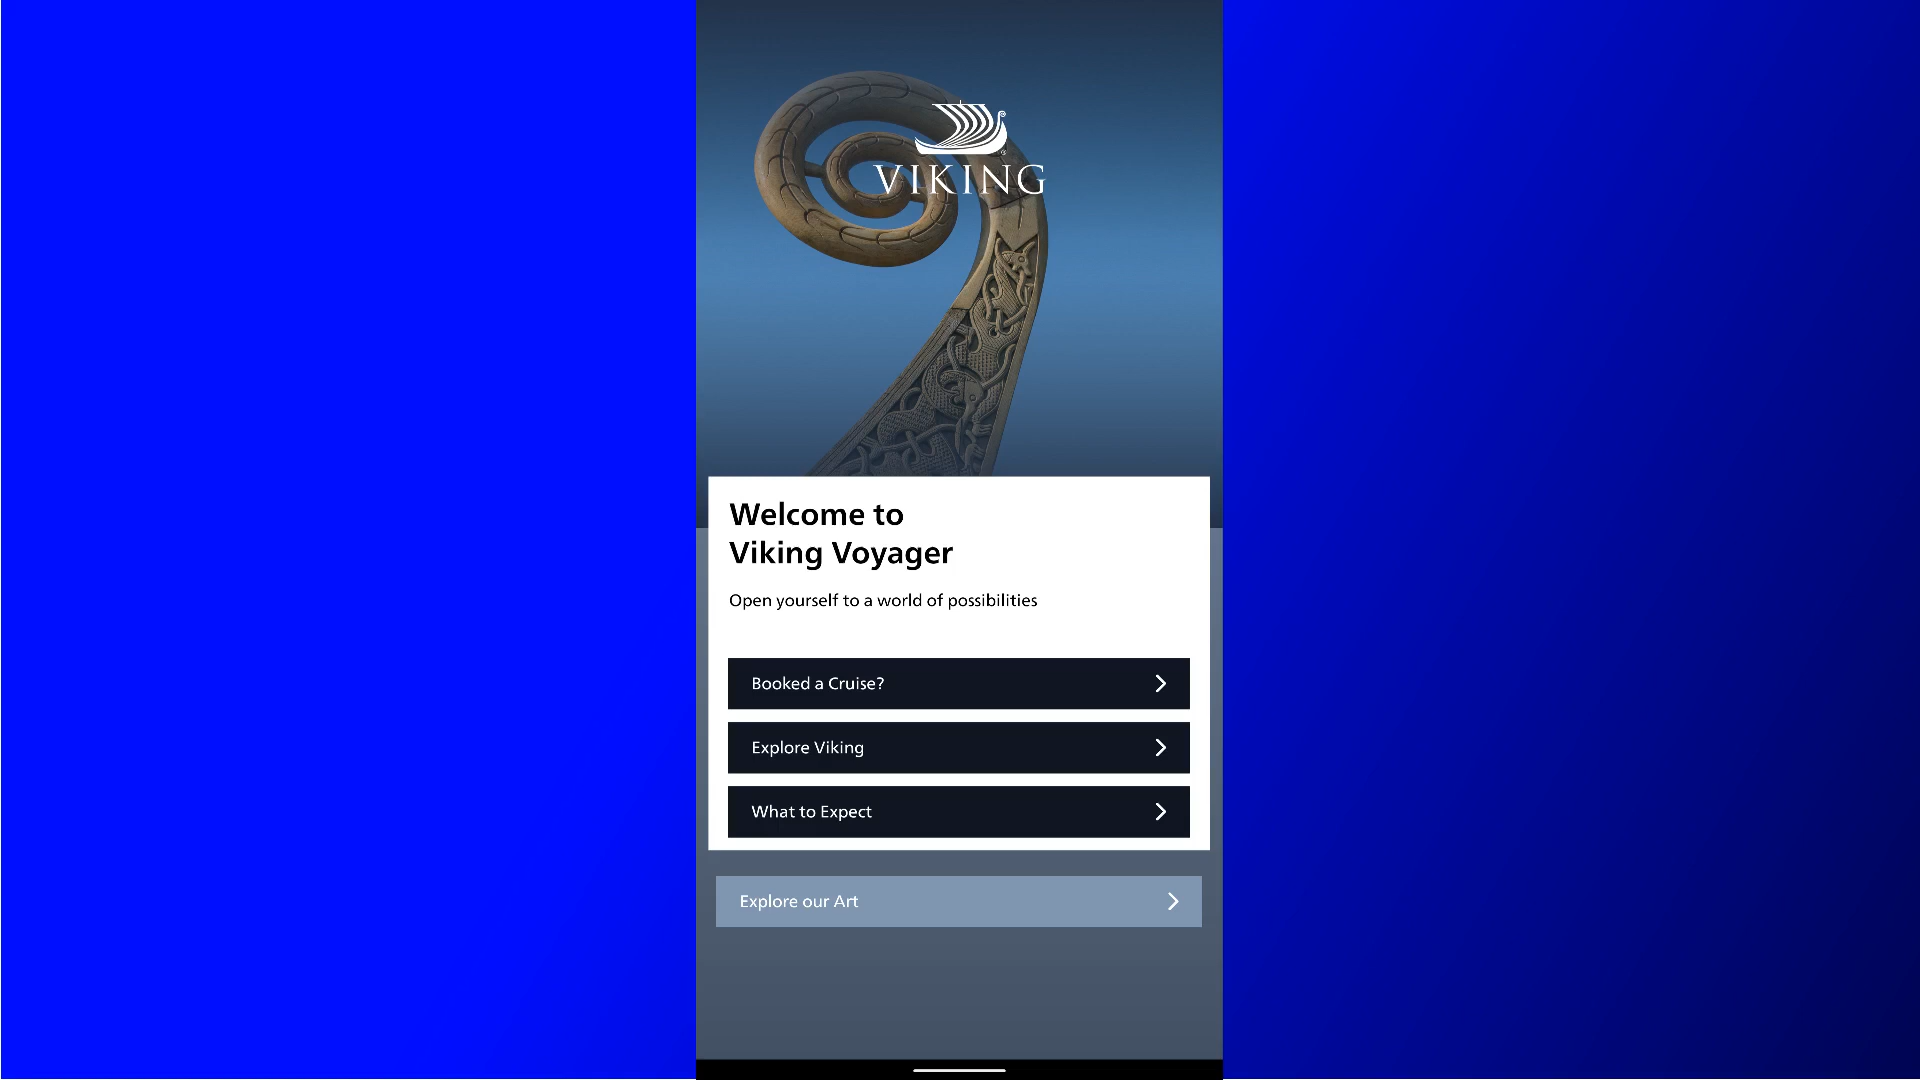 VIKING
Welcome to
Viking Voyager
Open yourself to a world of possibilities
Booked a Cruise?
Explore Viking
What to Expect
Explore our Art